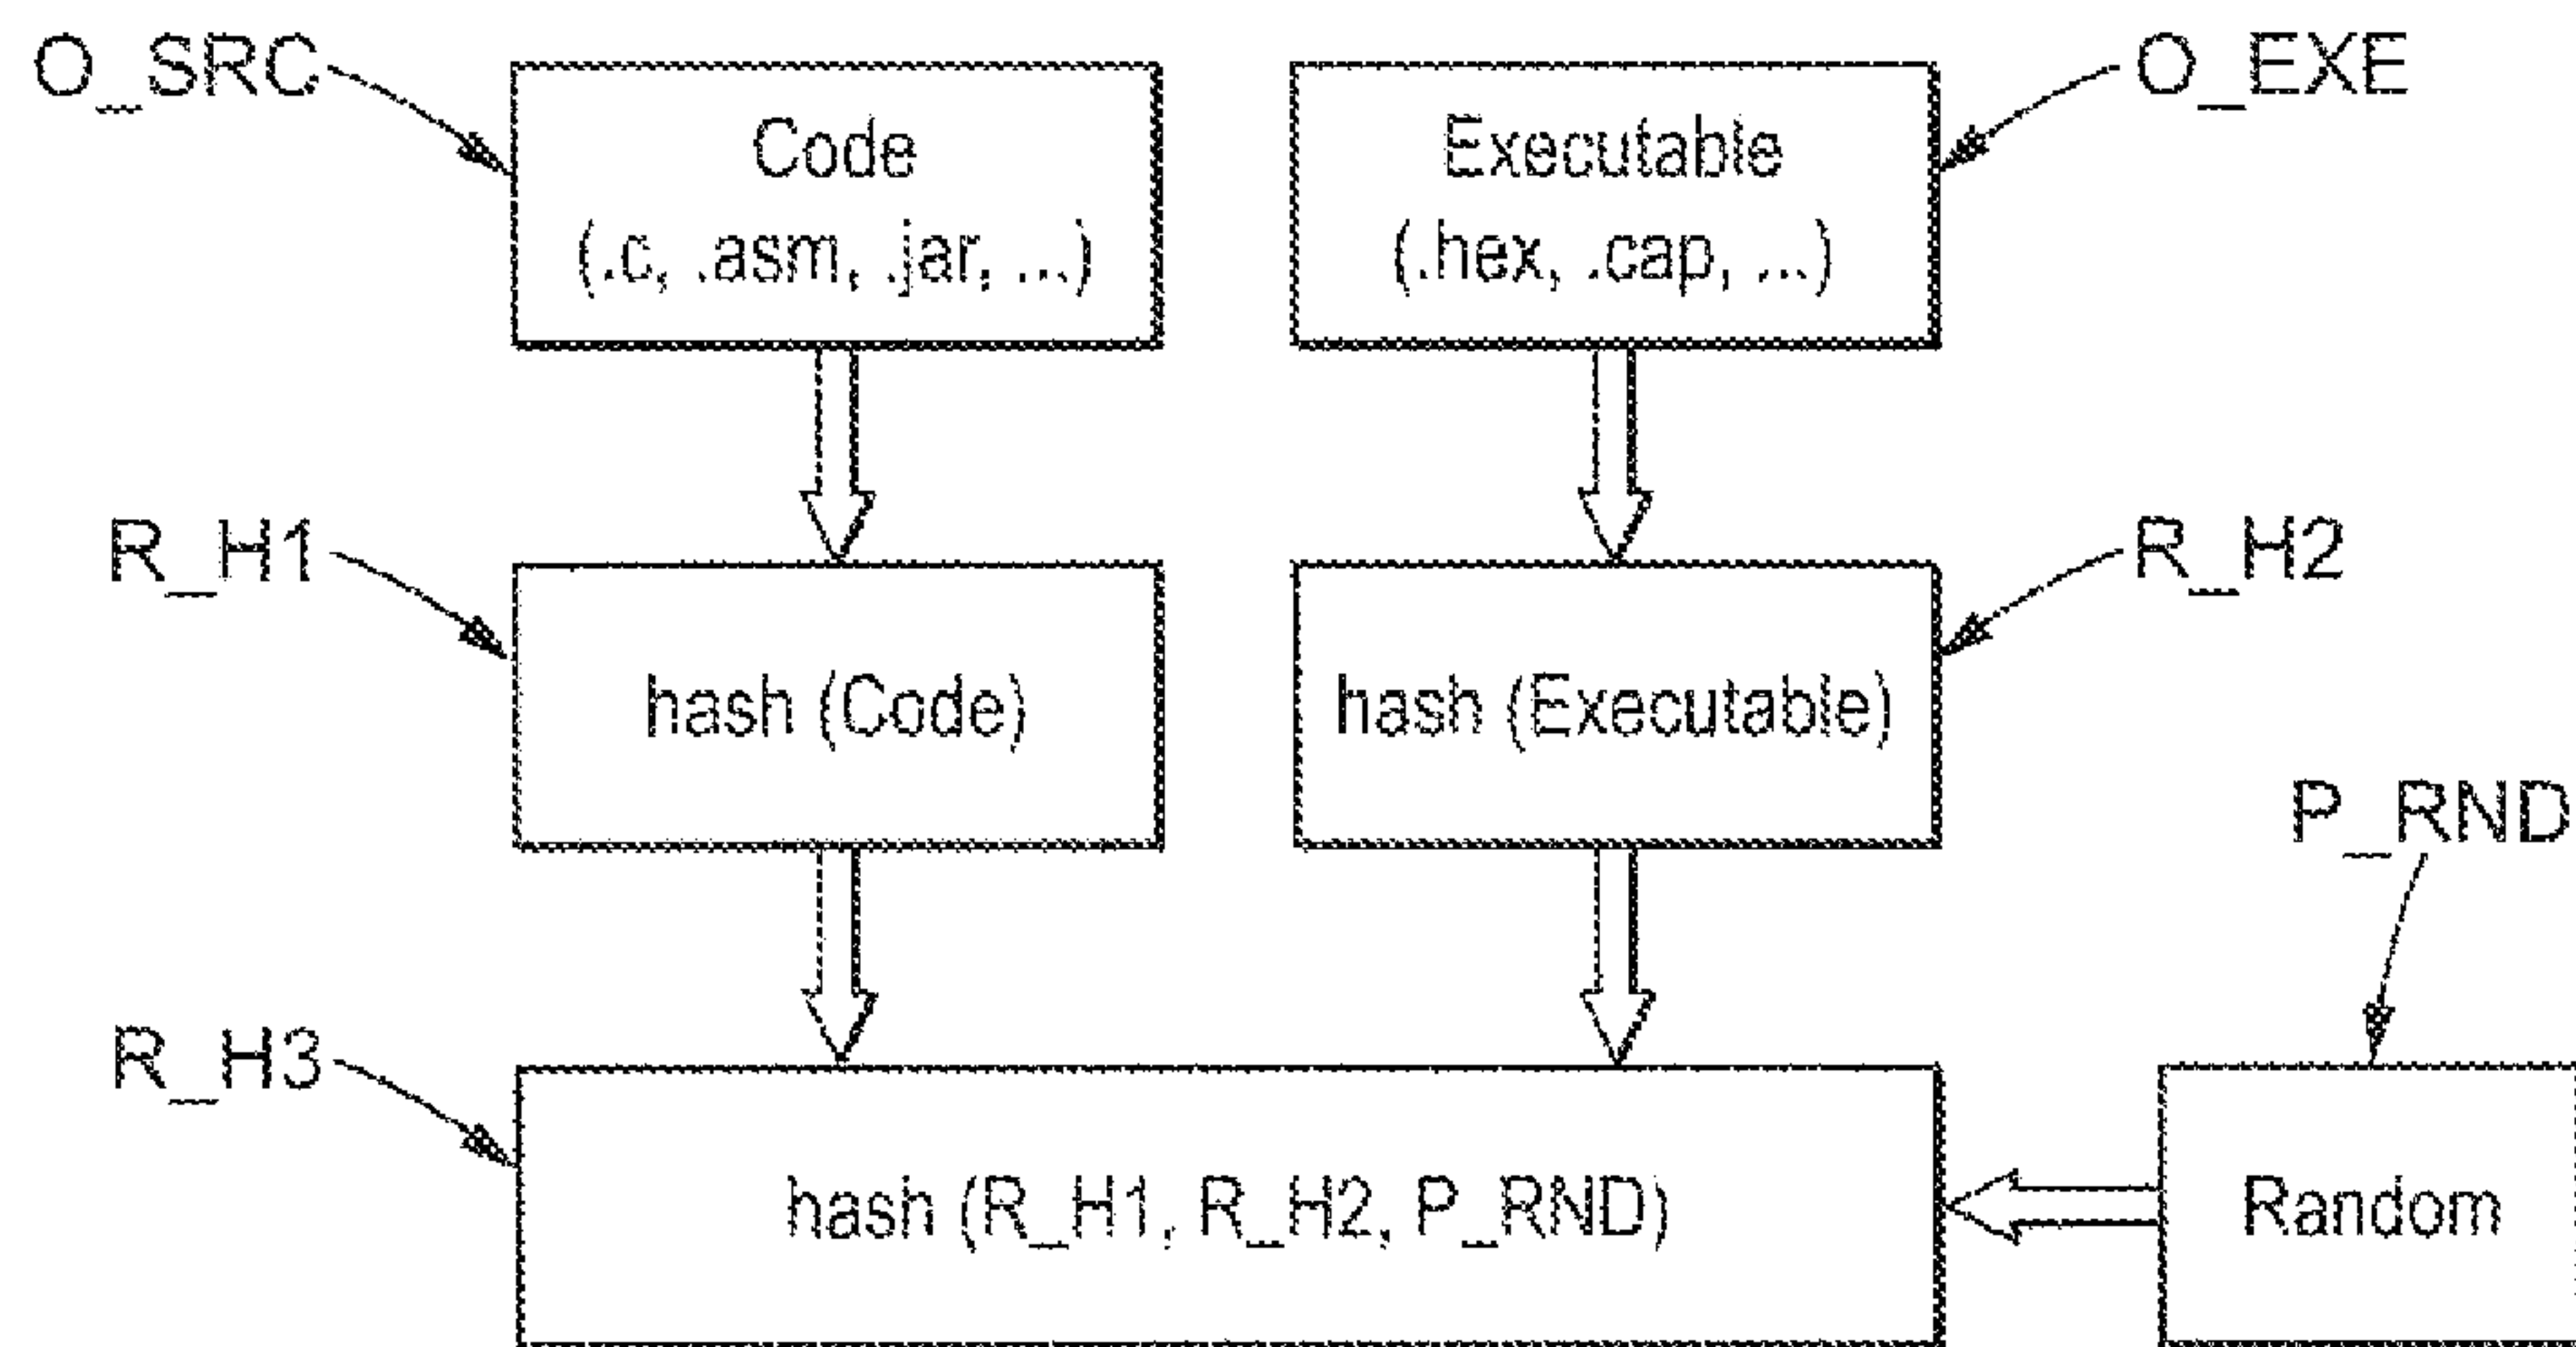 O_SRC
Code
(.c, .asm, .jar, ...)
Executable
(.hex, .cap, ...)
O_EXE
R_H1
hash (Code)
hash (Executable)
R_H2
P_RND
R_H3
hash (R_H1, R_H2, P_RND)
Random